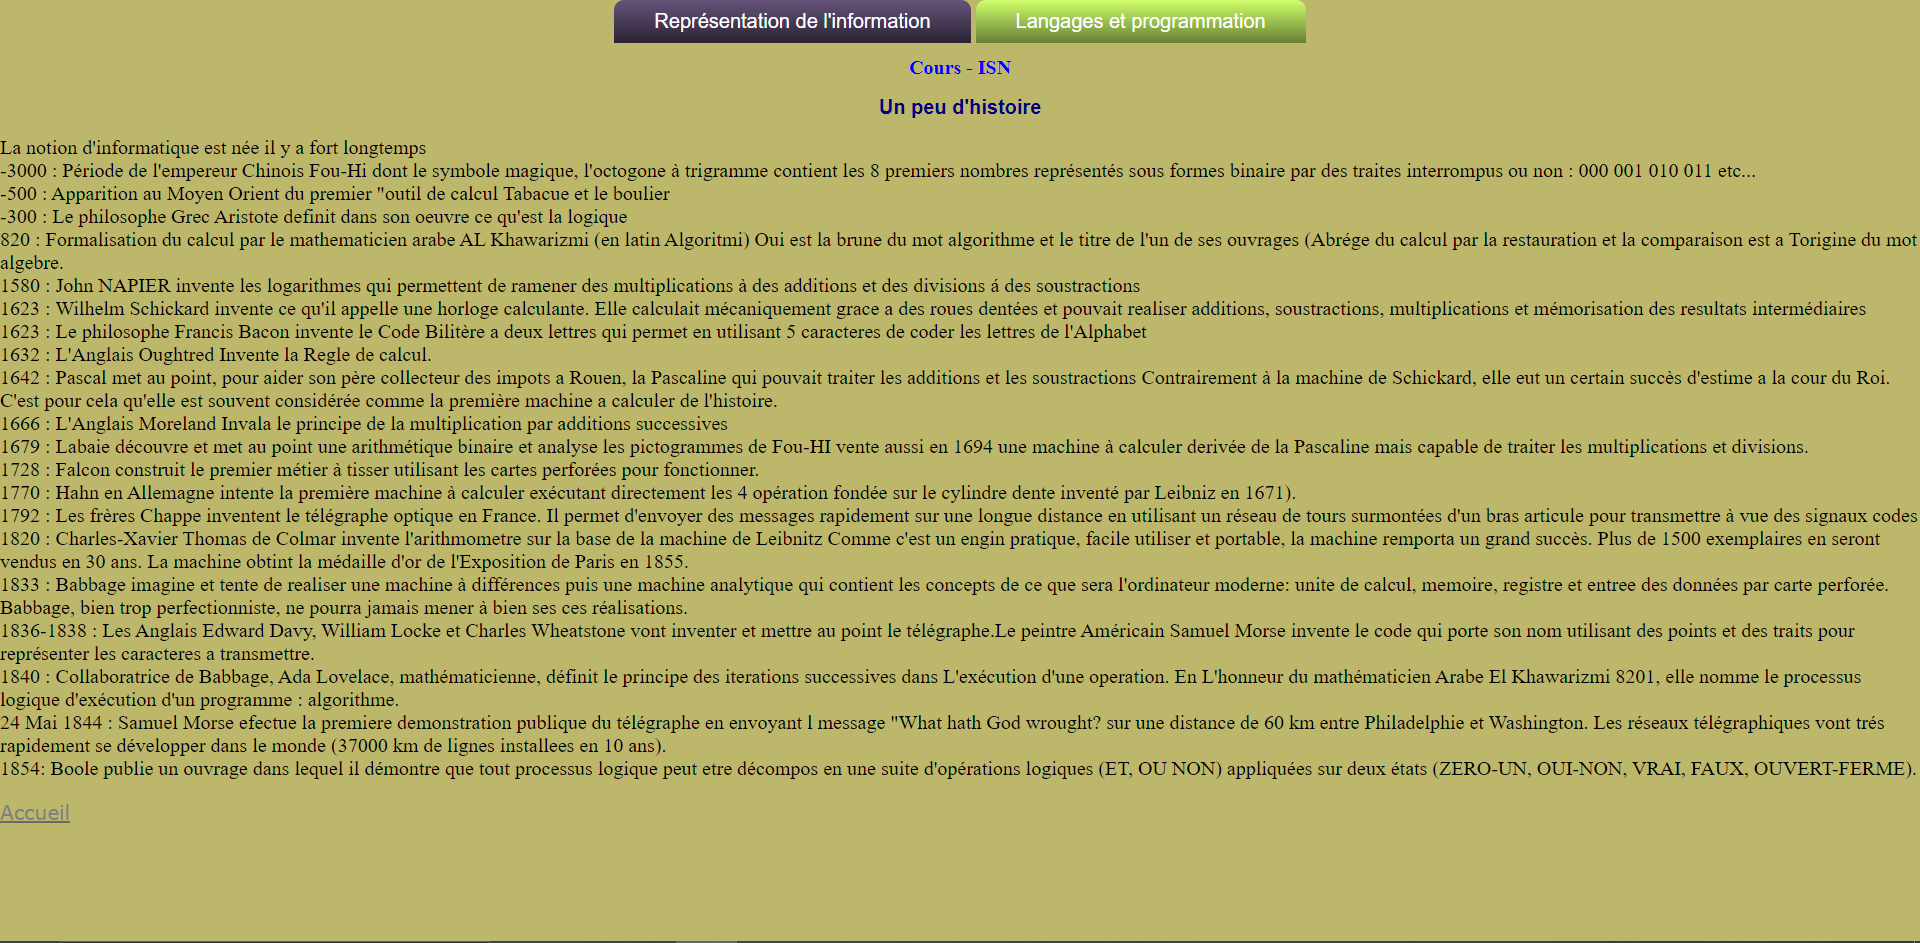 Représentation de l'information
Langages et programmation
Cours - ISN
Un peu d'histoire
La notion d'informatique est née il y a fort longtemps
-3000 : Période de l'empereur Chinois Fou-Hi dont le symbole magique, l'octogone à trigramme contient les 8 premiers nombres représentés sous formes binaire par des traites interrompus ou non : 000 001 010 011 etc...
-500 : Apparition au Moyen Orient du premier "outil de calcul Tabacue et le boulier
-300 : Le philosophe Grec Aristote definit dans son oeuvre ce qu'est la logique
820 : Formalisation du calcul par le mathematicien arabe AL Khawarizmi (en latin Algoritmi) Oui est la brune du mot algorithme et le titre de l'un de ses ouvrages (Abrége du calcul par la restauration et la comparaison est a Torigine du mot
algebre.
1580 : John NAPIER invente les logarithmes qui permettent de ramener des multiplications à des additions et des divisions á des soustractions
1623 : Wilhelm Schickard invente ce qu'il appelle une horloge calculante. Elle calculait mécaniquement grace a des roues dentées et pouvait realiser additions, soustractions, multiplications et mémorisation des resultats intermédiaires
1623 : Le philosophe Francis Bacon invente le Code Bilitère a deux lettres qui permet en utilisant 5 caracteres de coder les lettres de l'Alphabet
1632 : L'Anglais Oughtred Invente la Regle de calcul.
1642 : Pascal met au point, pour aider son père collecteur des impots a Rouen, la Pascaline qui pouvait traiter les additions et les soustractions Contrairement à la machine de Schickard, elle eut un certain succès d'estime a la cour du Roi.
C'est pour cela qu'elle est souvent considérée comme la première machine a calculer de l'histoire.
1666 : L'Anglais Moreland Invala le principe de la multiplication par additions successives
1679 : Labaie découvre et met au point une arithmétique binaire et analyse les pictogrammes de Fou-HI vente aussi en 1694 une machine à calculer derivée de la Pascaline mais capable de traiter les multiplications et divisions.
1728 : Falcon construit le premier métier à tisser utilisant les cartes perforées pour fonctionner.
1770 : Hahn en Allemagne intente la première machine à calculer exécutant directement les 4 opération fondée sur le cylindre dente inventé par Leibniz en 1671).
1792 : Les frères Chappe inventent le télégraphe optique en France. Il permet d'envoyer des messages rapidement sur une longue distance en utilisant un réseau de tours surmontées d'un bras articule pour transmettre à vue des signaux codes
1820 : Charles-Xavier Thomas de Colmar invente l'arithmometre sur la base de la machine de Leibnitz Comme c'est un engin pratique, facile utiliser et portable, la machine remporta un grand succès. Plus de 1500 exemplaires en seront
vendus en 30 ans. La machine obtint la médaille d'or de l'Exposition de Paris en 1855.
1833 : Babbage imagine et tente de realiser une machine à différences puis une machine analytique qui contient les concepts de ce que sera l'ordinateur moderne: unite de calcul, memoire, registre et entree des données par carte perforée.
Babbage, bien trop perfectionniste, ne pourra jamais mener à bien ses ces réalisations.
1836-1838 : Les Anglais Edward Davy, William Locke et Charles Wheatstone vont inventer et mettre au point le télégraphe.Le peintre Américain Samuel Morse invente le code qui porte son nom utilisant des points et des traits pour
représenter les caracteres a transmettre.
1840 : Collaboratrice de Babbage, Ada Lovelace, mathématicienne, définit le principe des iterations successives dans L'exécution d'une operation. En L'honneur du mathématicien Arabe El Khawarizmi 8201, elle nomme le processus
logique d'exécution d'un programme : algorithme.
24 Mai 1844 : Samuel Morse efectue la premiere demonstration publique du télégraphe en envoyant l message "What hath God wrought? sur une distance de 60 km entre Philadelphie et Washington. Les réseaux télégraphiques vont trés
rapidement se développer dans le monde (37000 km de lignes installees en 10 ans).
1854: Boole publie un ouvrage dans lequel il démontre que tout processus logique peut etre décompos en une suite d'opérations logiques (ET, OU NON) appliquées sur deux états (ZERO-UN, OUI-NON, VRAI, FAUX, OUVERT-FERME).
Accueil